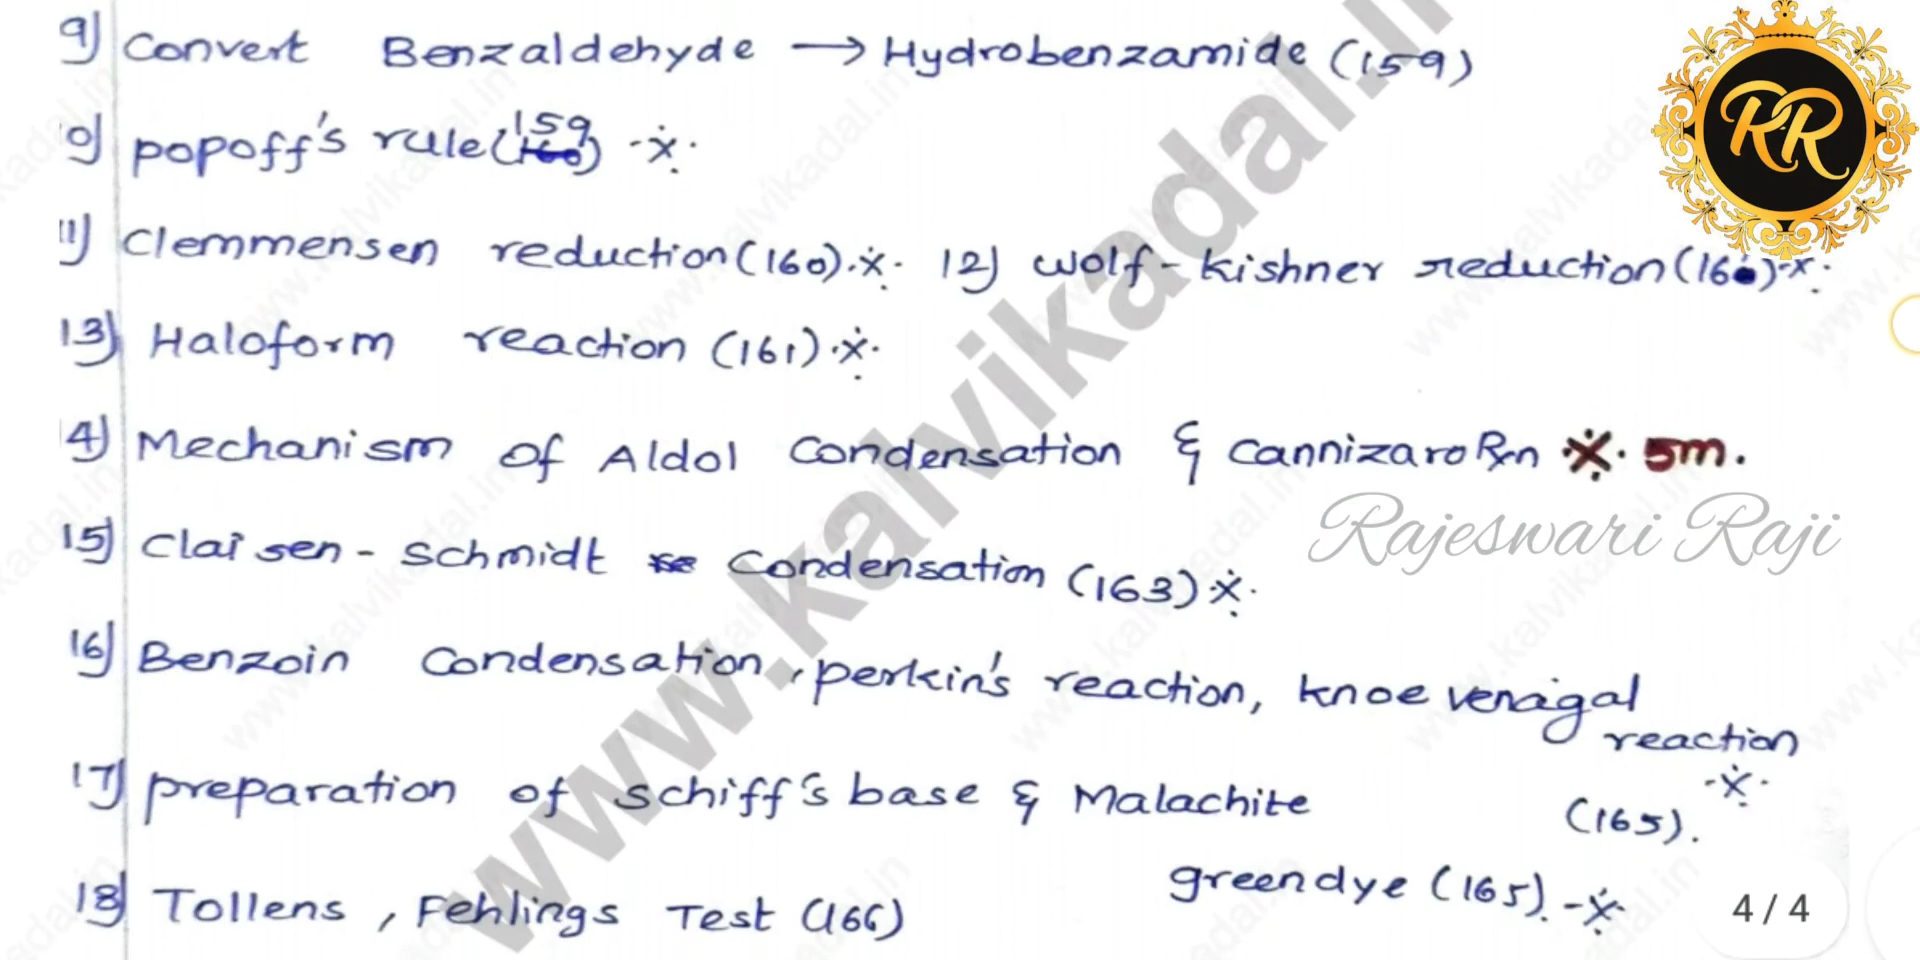 9) Convert Benzaldehyde → Hydrobenzamide (159)
10) popoff's rule (159) ※
11) Clemmensen reduction (160) ※ 12) wolf-kishner reduction (160) ※
13) Haloform reaction (161) ※
14) Mechanism of Aldol Condensation & Cannizaro Rxn ※ 5m.
Rajeswari Raji
15) Claisen-schmidt Condensation (163) ※
16) Benzoin Condensation, perkin's reaction, knoevenagal
reaction ※
(165).
17) preparation of schiff's base & Malachite
greendye (165). ※
18) Tollens, Fehlings Test (166)
RR
www.kalvikadal.in
4 / 4